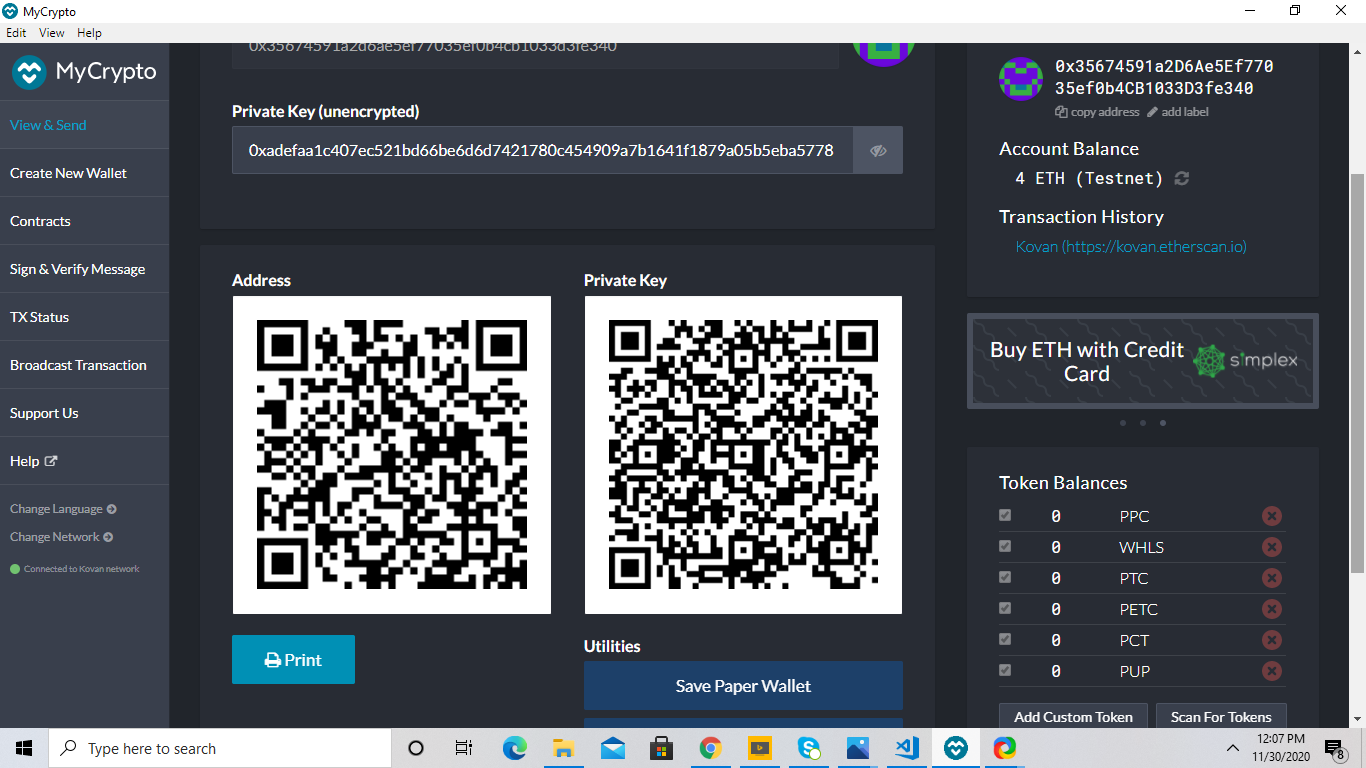 MyCrypto
Edit View Help
MyCrypto
View & Send
Create New Wallet
Contracts
Sign & Verify Message
TX Status
Broadcast Transaction
Support Us
Help
Change Language
Change Network
Connected to Kovan network
0x35674591a2d6ae5ef77035ef0b4cb1033d3fe340
Private Key (unencrypted)
0xadefaa1c407ec521bd66be6d6d7421780c454909a7b1641f1879a05b5eba5778
Address
Private Key
Print
Utilities
Save Paper Wallet
0x35674591a2D6Ae5Ef770
35ef0b4CB1033D3fe340
copy address add label
Account Balance
4 ETH (Testnet)
Transaction History
Kovan (https://kovan.etherscan.io)
Buy ETH with Credit
Card
simplex
Token Balances
0 PPC
0 WHLS
0 PTC
0 PETC
0 PCT
0 PUP
Add Custom Token Scan For Tokens
Type here to search
12:07 PM
11/30/2020
8